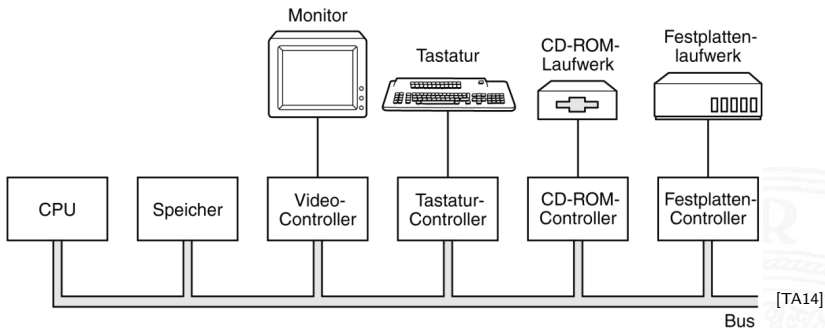 Monitor
Tastatur
CD-ROM-
Laufwerk
Festplatten-
laufwerk
CPU
Speicher
Video-
Controller
Tastatur-
Controller
CD-ROM-
Controller
Festplatten-
Controller
[TA14]
Bus